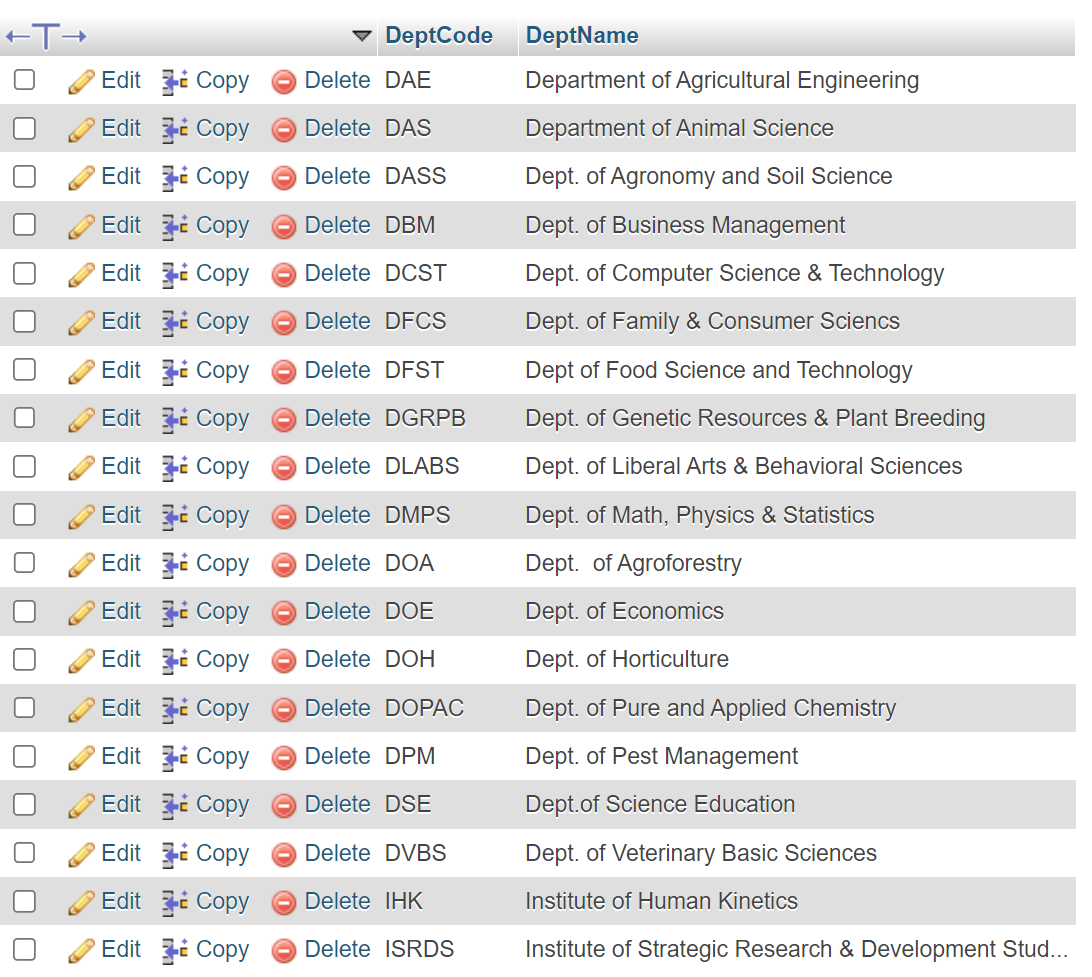 DeptCode DeptName
Edit Copy Delete DAE Department of Agricultural Engineering
Edit Copy Delete DAS Department of Animal Science
Edit Copy Delete DASS Dept. of Agronomy and Soil Science
Edit Copy Delete DBM Dept. of Business Management
Edit Copy Delete DCST Dept. of Computer Science & Technology
Edit Copy Delete DFCS Dept. of Family & Consumer Sciencs
Edit Copy Delete DFST Dept of Food Science and Technology
Edit Copy Delete DGRPB Dept. of Genetic Resources & Plant Breeding
Edit Copy Delete DLABS Dept. of Liberal Arts & Behavioral Sciences
Edit Copy Delete DMPS Dept. of Math, Physics & Statistics
Edit Copy Delete DOA Dept.  of Agroforestry
Edit Copy Delete DOE Dept. of Economics
Edit Copy Delete DOH Dept. of Horticulture
Edit Copy Delete DOPAC Dept. of Pure and Applied Chemistry
Edit Copy Delete DPM Dept. of Pest Management
Edit Copy Delete DSE Dept.of Science Education
Edit Copy Delete DVBS Dept. of Veterinary Basic Sciences
Edit Copy Delete IHK Institute of Human Kinetics
Edit Copy Delete ISRDS Institute of Strategic Research & Development Stud...